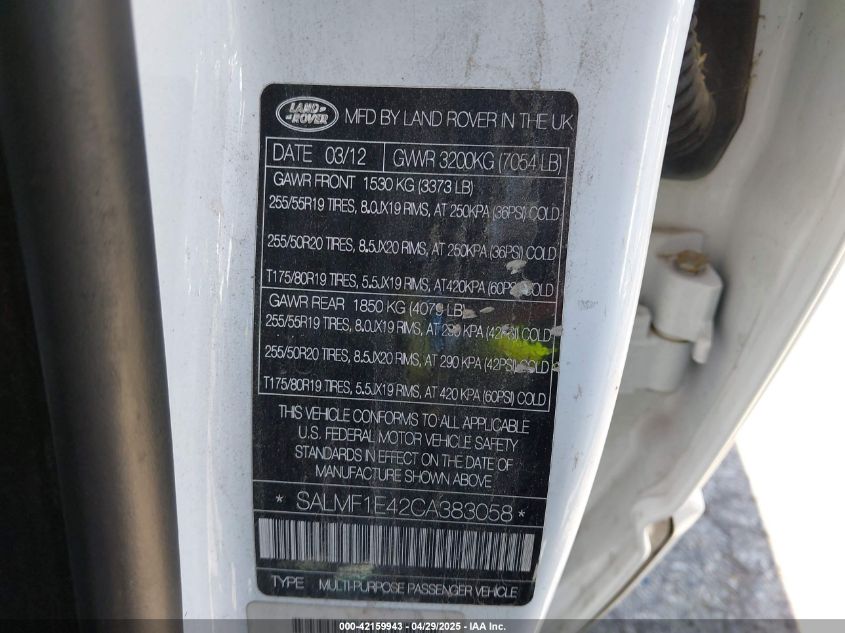 LAND-
-ROVER
MFD BY LAND ROVER IN THE UK
DATE 03/12 GVWR 3200KG (7054 LB)
GAWR FRONT 1530 KG (3373 LB)
255/55R19 TIRES, 8.0JX19 RIMS, AT 250KPA (36PSI) COLD
255/50R20 TIRES, 8.5JX20 RIMS, AT 250KPA (36PSI) COLD
T175/80R19 TIRES, 5.5JX19 RIMS, AT 420KPA (60PSI) COLD
GAWR REAR 1850 KG (4079 LB)
255/55R19 TIRES, 8.0JX19 RIMS, AT 290 KPA (42PSI) COLD
255/50R20 TIRES, 8.5JX20 RIMS, AT 290 KPA (42PSI) COLD
T175/80R19 TIRES, 5.5JX19 RIMS, AT 420 KPA (60PSI) COLD
THIS VEHICLE CONFORMS TO ALL APPLICABLE
U.S. FEDERAL MOTOR VEHICLE SAFETY
STANDARDS IN EFFECT ON THE DATE OF
MANUFACTURE SHOWN ABOVE
* SALMF1E42CA383058 *
TYPE MULTI-PURPOSE PASSENGER VEHICLE
000-42159943 - 04/29/2025 - IAA Inc.